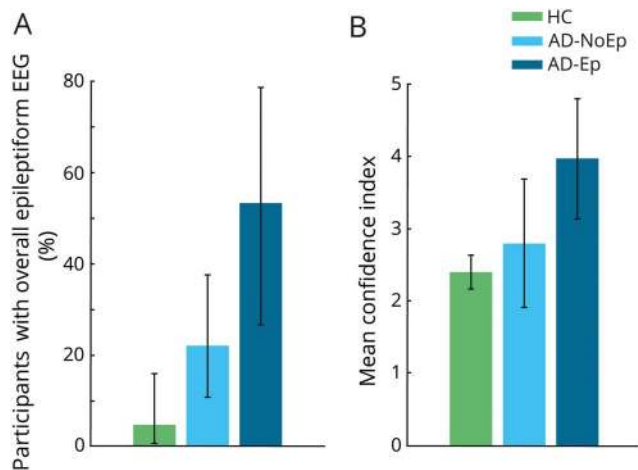 A
B
HC
AD-NoEp
AD-Ep
Participants with overall epileptiform EEG
(%)
80
60
40
20
0
Mean confidence index
5
4
3
2
1
0